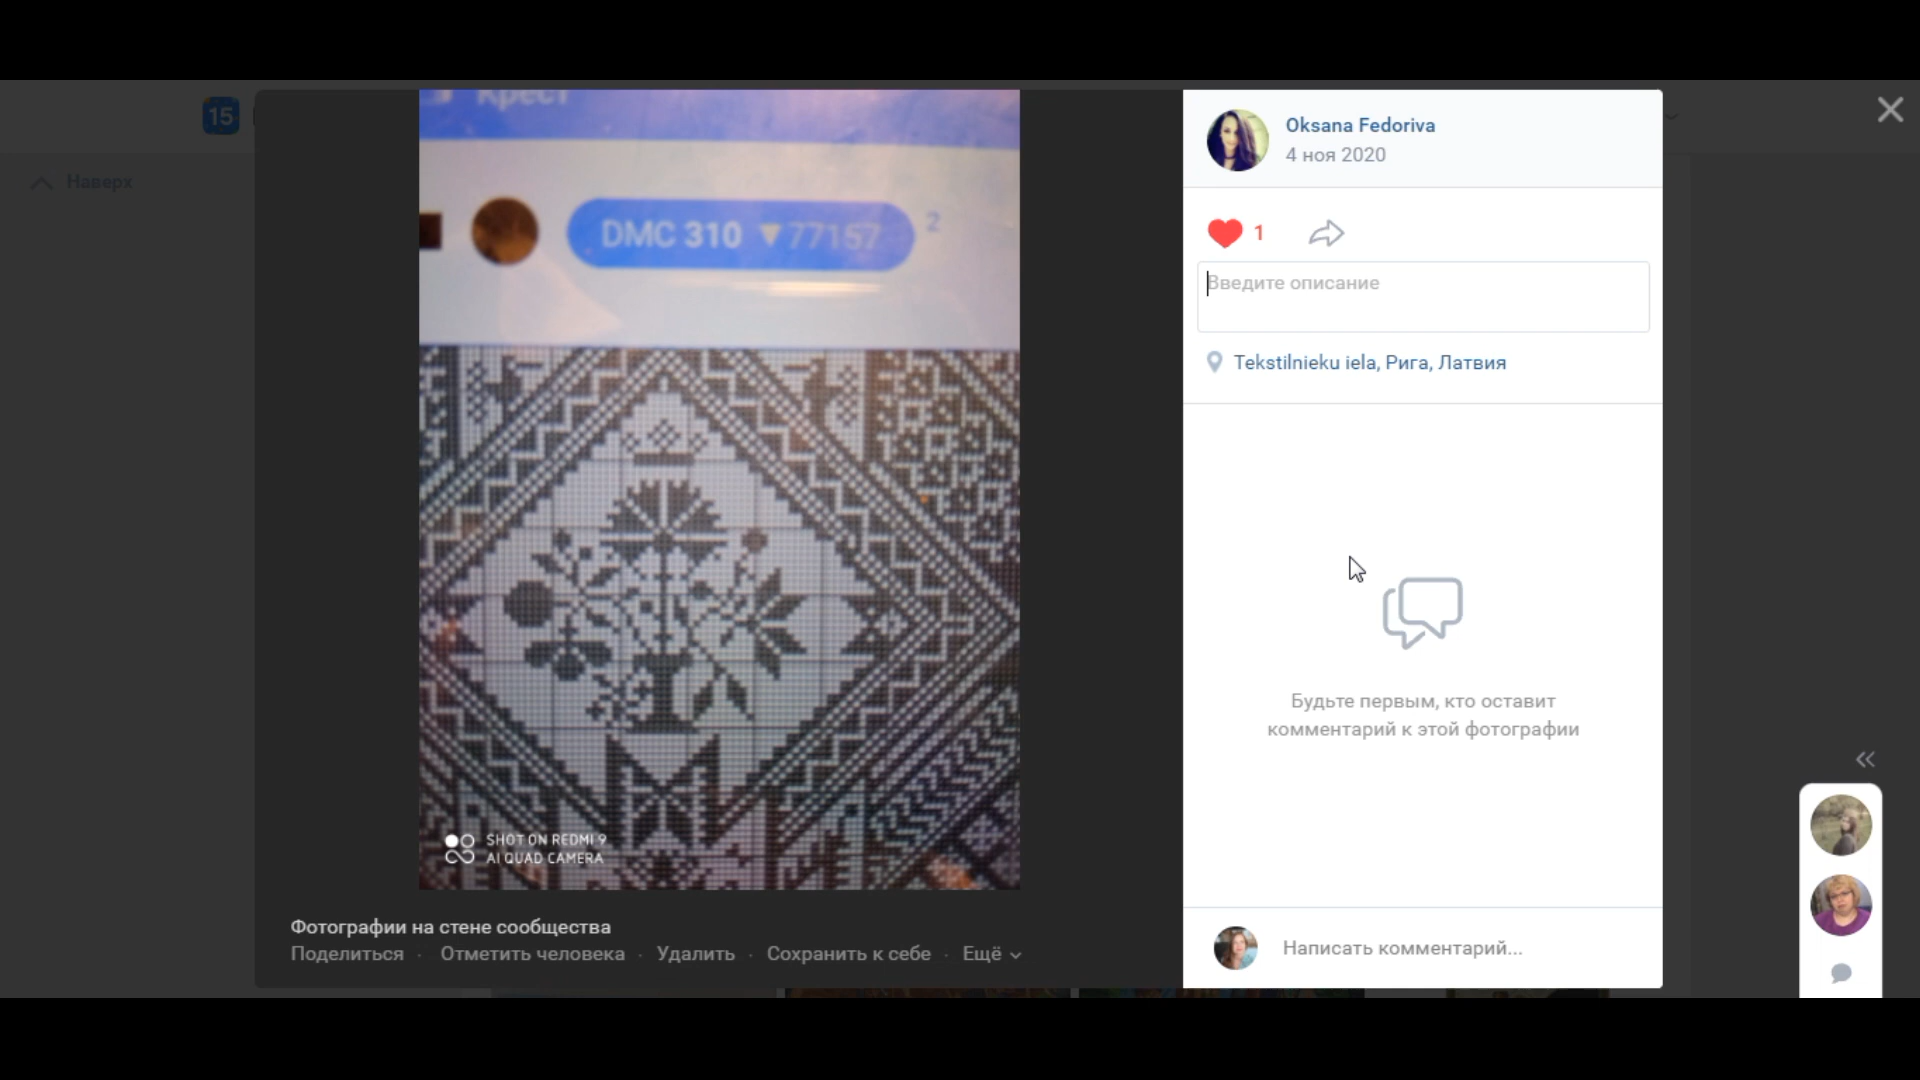 15
Наверх
Крест
DMC 310 ▼77157 2
SHOT ON REDMI 9
AI QUAD CAMERA
Фотографии на стене сообщества
Поделиться · Отметить человека · Удалить · Сохранить к себе · Ещё
Oksana Fedoriva
4 ноя 2020
1
Введите описание
Tekstilnieku iela, Рига, Латвия
Будьте первым, кто оставит
комментарий к этой фотографии
Написать комментарий...